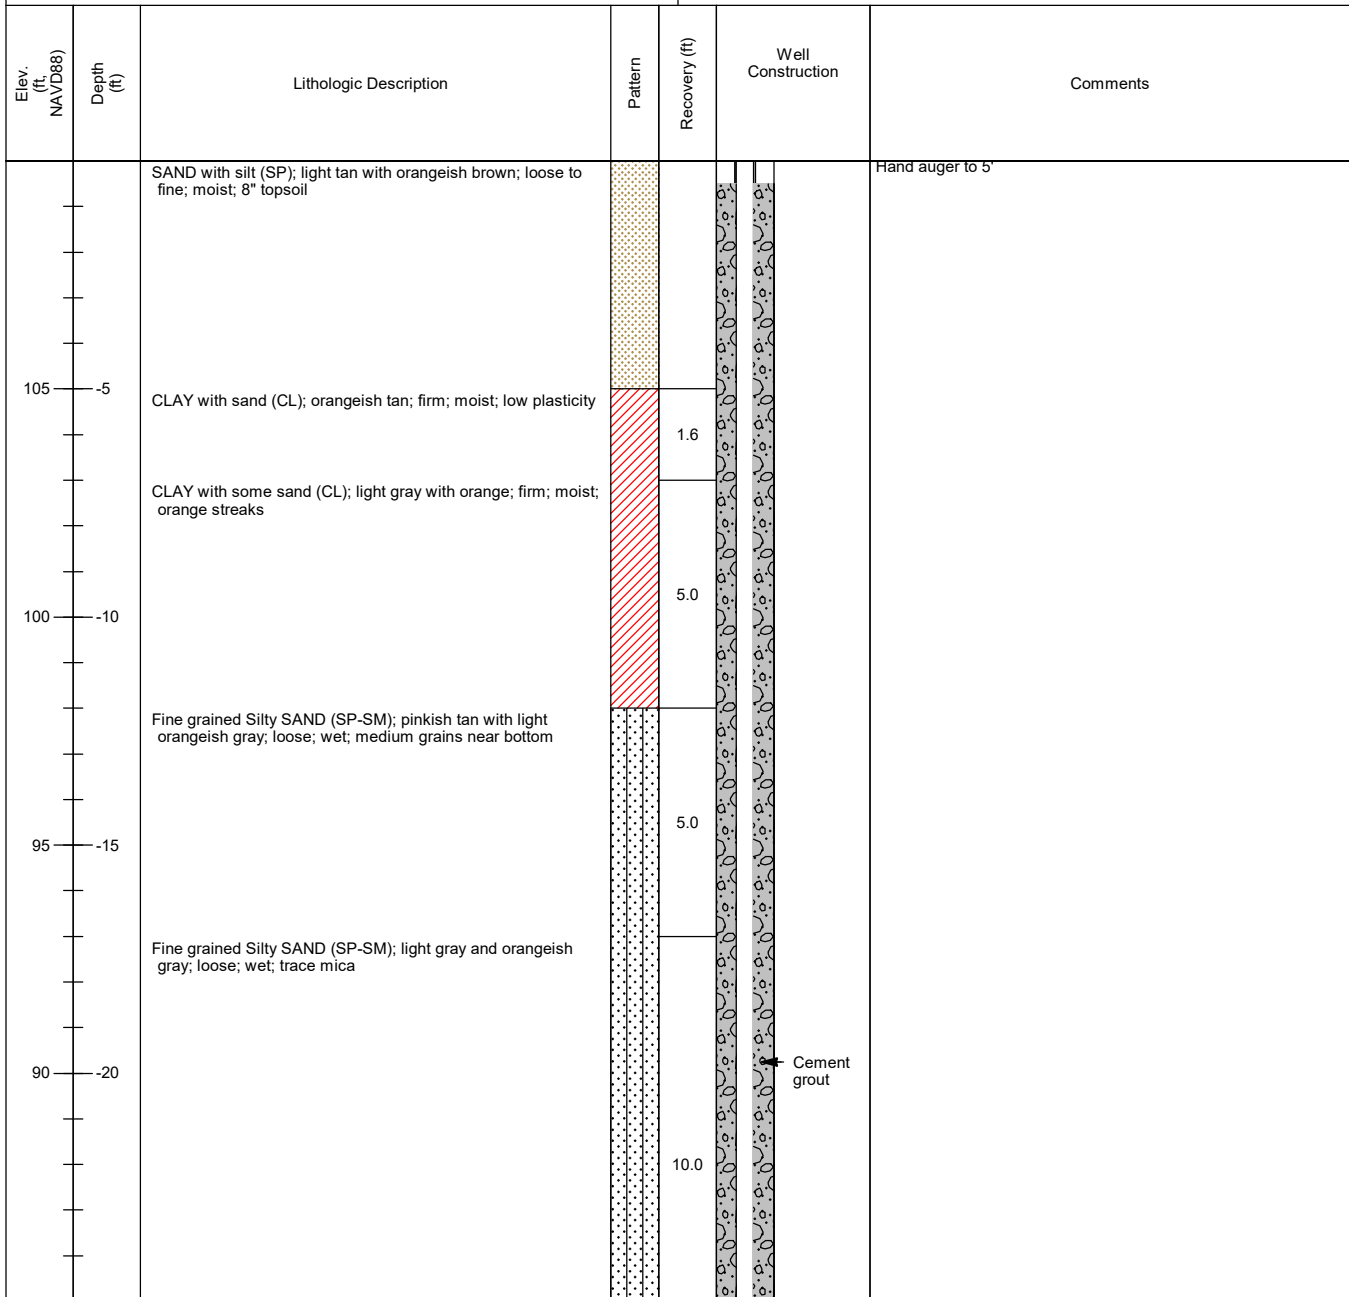 Elev.
(ft,
NAVD88)
Depth
(ft)
Lithologic Description
Pattern
Recovery (ft)
Well
Construction
Comments
SAND with silt (SP); light tan with orangeish brown; loose to
fine; moist; 8" topsoil
Hand auger to 5'
105
-5
CLAY with sand (CL); orangeish tan; firm; moist; low plasticity
1.6
CLAY with some sand (CL); light gray with orange; firm; moist;
orange streaks
5.0
100
-10
Fine grained Silty SAND (SP-SM); pinkish tan with light
orangeish gray; loose; wet; medium grains near bottom
5.0
95
-15
Fine grained Silty SAND (SP-SM); light gray and orangeish
gray; loose; wet; trace mica
90
-20
Cement
grout
10.0